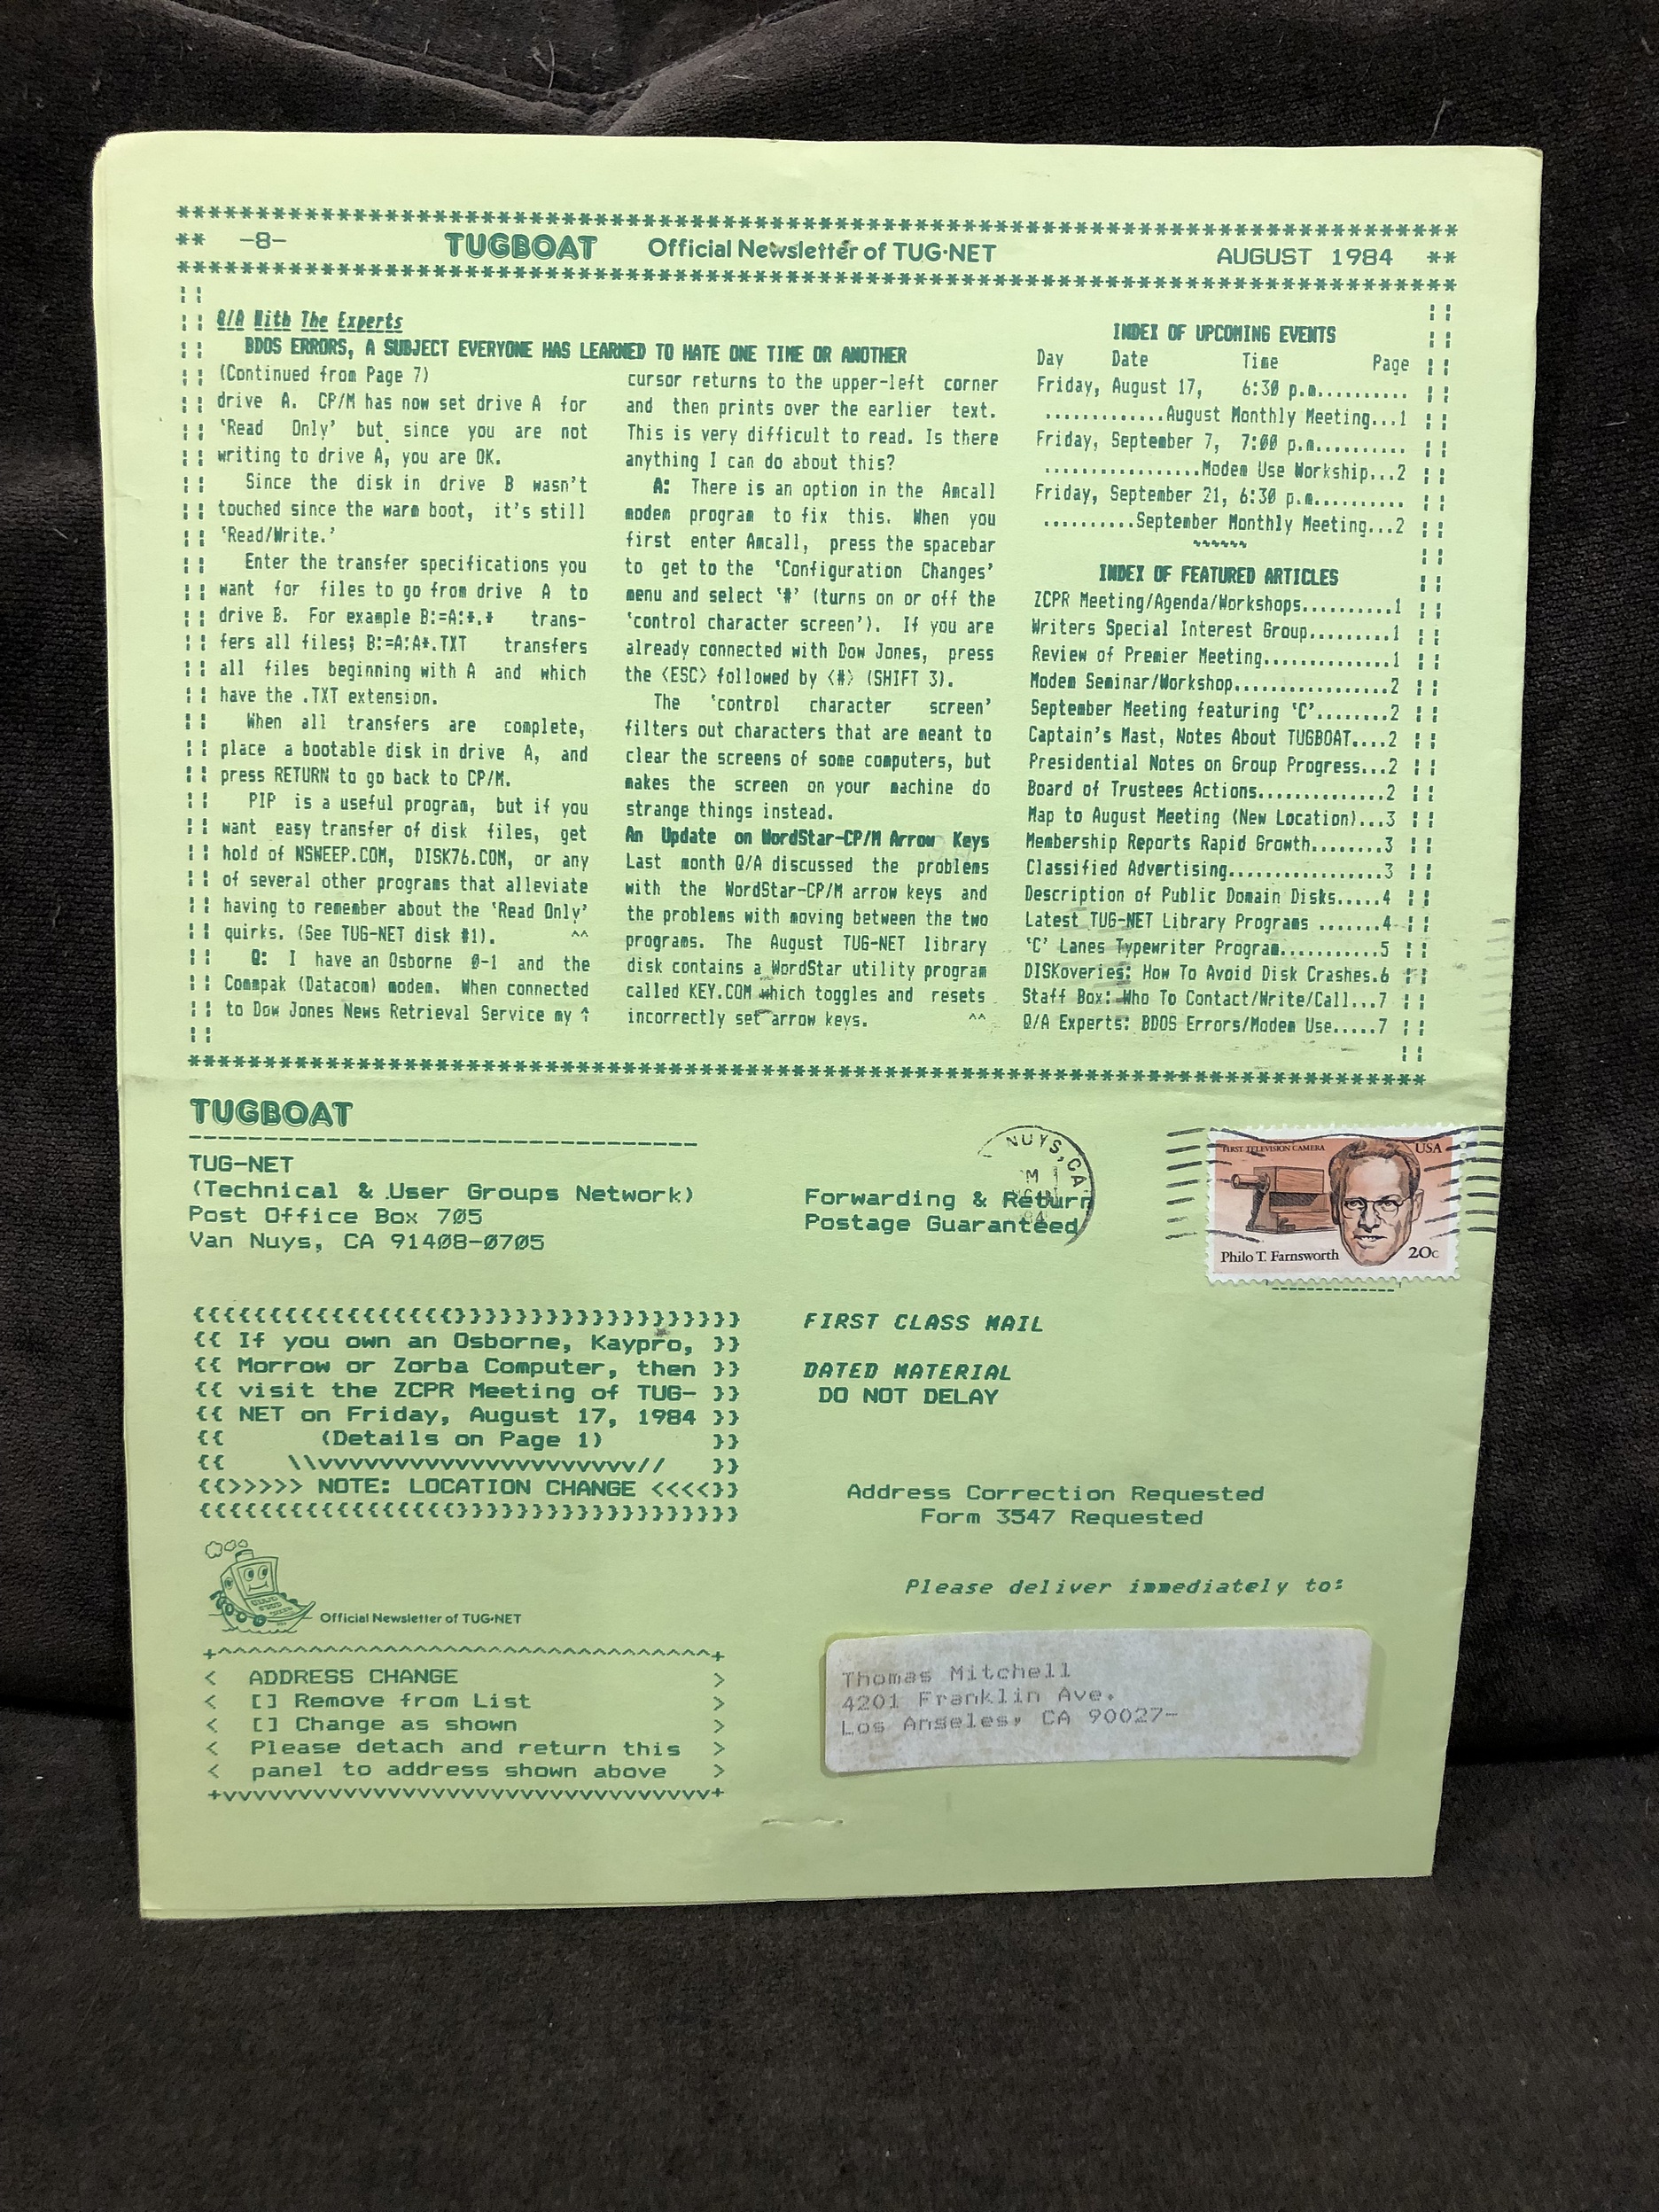 ************************************************************************************
** -8- TUGBOAT Official Newsletter of TUG·NET AUGUST 1984 **
************************************************************************************
Q/A With The Experts
BDOS ERRORS, A SUBJECT EVERYONE HAS LEARNED TO HATE ONE TIME OR ANOTHER
(Continued from Page 7)
drive A. CP/M has now set drive A for
'Read Only' but since you are not
writing to drive A, you are OK.
Since the disk in drive B wasn't
touched since the warm boot, it's still
'Read/Write.'
Enter the transfer specifications you
want for files to go from drive A to
drive B. For example B:=A:*.* trans-
fers all files; B:=A:A*.TXT transfers
all files beginning with A and which
have the .TXT extension.
When all transfers are complete,
place a bootable disk in drive A, and
press RETURN to go back to CP/M.
PIP is a useful program, but if you
want easy transfer of disk files, get
hold of NSWEEP.COM, DISK76.COM, or any
of several other programs that alleviate
having to remember about the 'Read Only'
quirks. (See TUG-NET disk #1). ^^
Q: I have an Osborne 0-1 and the
Commpak (Datacom) modem. When connected
to Dow Jones News Retrieval Service my ↑
cursor returns to the upper-left corner
and then prints over the earlier text.
This is very difficult to read. Is there
anything I can do about this?
A: There is an option in the Amcall
modem program to fix this. When you
first enter Amcall, press the spacebar
to get to the 'Configuration Changes'
menu and select '#' (turns on or off the
'control character screen'). If you are
already connected with Dow Jones, press
the <ESC> followed by <#> (SHIFT 3).
The 'control character screen'
filters out characters that are meant to
clear the screens of some computers, but
makes the screen on your machine do
strange things instead.
An Update on WordStar-CP/M Arrow Keys
Last month Q/A discussed the problems
with the WordStar-CP/M arrow keys and
the problems with moving between the two
programs. The August TUG-NET library
disk contains a WordStar utility program
called KEY.COM which toggles and resets
incorrectly set arrow keys. ^^
INDEX OF UPCOMING EVENTS
Day Date Time Page
Friday, August 17, 6:30 p.m..........
.............August Monthly Meeting...1
Friday, September 7, 7:00 p.m..........
.................Modem Use Workship...2
Friday, September 21, 6:30 p.m..........
..........September Monthly Meeting...2
~~~~~~
INDEX OF FEATURED ARTICLES
ZCPR Meeting/Agenda/Workshops..........1
Writers Special Interest Group.........1
Review of Premier Meeting..............1
Modem Seminar/Workshop.................2
September Meeting featuring 'C'........2
Captain's Mast, Notes About TUGBOAT....2
Presidential Notes on Group Progress...2
Board of Trustees Actions..............2
Map to August Meeting (New Location)...3
Membership Reports Rapid Growth........3
Classified Advertising.................3
Description of Public Domain Disks.....4
Latest TUG-NET Library Programs .......4
'C' Lanes Typewriter Program...........5
DISKoveries: How To Avoid Disk Crashes.6
Staff Box: Who To Contact/Write/Call...7
Q/A Experts: BDOS Errors/Modem Use.....7
************************************************************************************
TUGBOAT
----------------------------------------
TUG-NET
(Technical & User Groups Network)
Post Office Box 705
Van Nuys, CA 91408-0705
Forwarding & Return
Postage Guaranteed
NUYS, CA
M
84
FIRST TELEVISION CAMERA USA
Philo T. Farnsworth 20c
{{{{{{{{{{{{{{{{{}}}}}}}}}}}}}}}}}}}
{{ If you own an Osborne, Kaypro, }}
{{ Morrow or Zorba Computer, then }}
{{ visit the ZCPR Meeting of TUG- }}
{{ NET on Friday, August 17, 1984 }}
{{ (Details on Page 1) }}
{{ \\vvvvvvvvvvvvvvvvvvvvv// }}
{{>>>>> NOTE: LOCATION CHANGE <<<<}}
{{{{{{{{{{{{{{{{{}}}}}}}}}}}}}}}}}}}
FIRST CLASS MAIL
DATED MATERIAL
DO NOT DELAY
Address Correction Requested
Form 3547 Requested
Please deliver immediately to:
Official Newsletter of TUG·NET
+^^^^^^^^^^^^^^^^^^^^^^^^^^^^^^^^^+
< ADDRESS CHANGE >
< [] Remove from List >
< [] Change as shown >
< Please detach and return this >
< panel to address shown above >
+vvvvvvvvvvvvvvvvvvvvvvvvvvvvvvvvv+
Thomas Mitchell
4201 Franklin Ave.
Los Angeles, CA 90027-